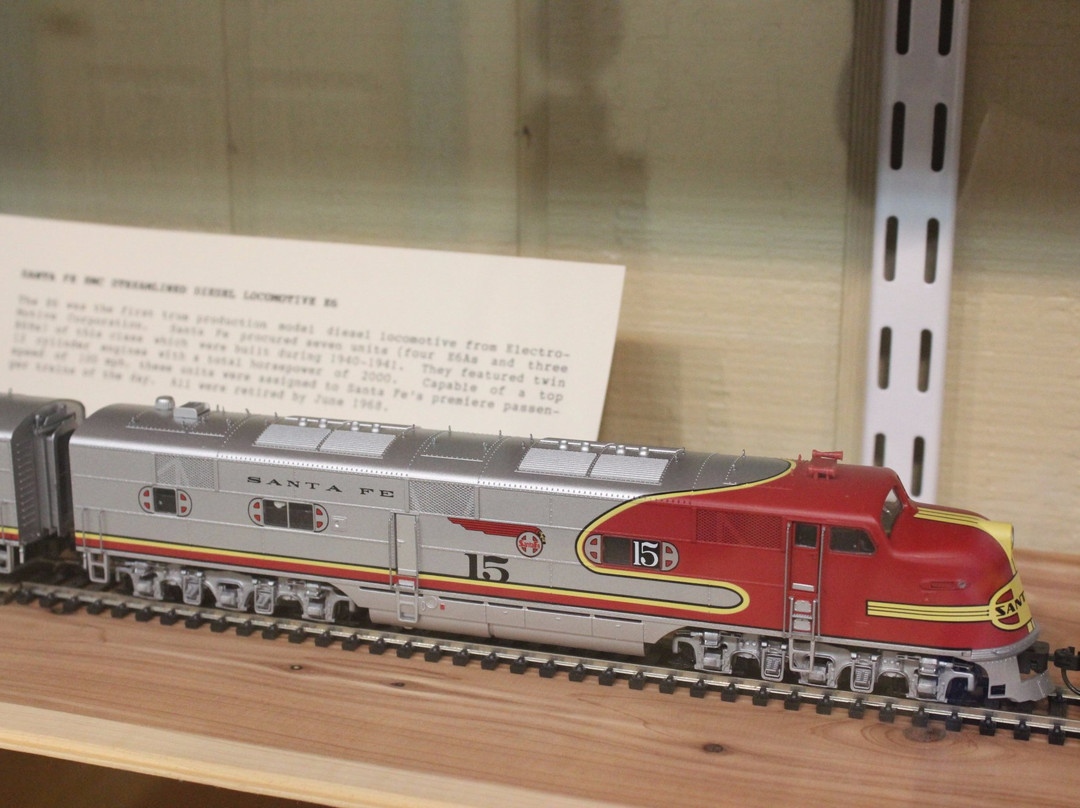 SANTA FE EMC STREAMLINED DIESEL LOCOMOTIVE E6
The E6 was the first true production model diesel locomotive from Electro-
Motive Corporation. Santa Fe procured seven units (four E6As and three
E6Bs) of this class which were built during 1940-1941. They featured twin
12 cylinder engines with a total horsepower of 2000. Capable of a top
speed of 100 mph, these units were assigned to Santa Fe's premiere passen-
ger trains of the day. All were retired by June 1968.
SANTA FE
Santa Fe
15
15
SANT